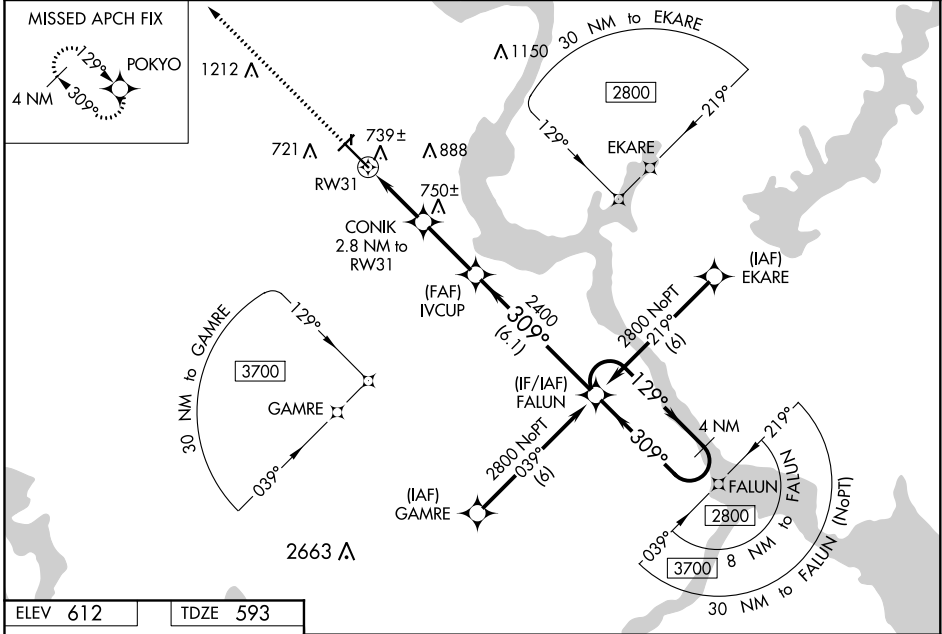 MISSED APCH FIX
129°
POKYO
4 NM
309°
1212
1150
30 NM to EKARE
2800
129°
219°
EKARE
721
739±
888
RW31
750±
CONIK
2.8 NM to
RW31
(FAF)
IVCUP
2400
309°
(6.1)
(IAF)
EKARE
2800 NoPT
219°
(6)
30 NM to GAMRE
129°
3700
GAMRE
039°
(IF/IAF)
FALUN
129°
309°
4 NM
2800 NoPT
039°
(6)
(IAF)
GAMRE
219°
FALUN
2800
039°
8 NM to FALUN
3700
30 NM to FALUN (NoPT)
2663
ELEV 612
TDZE 593